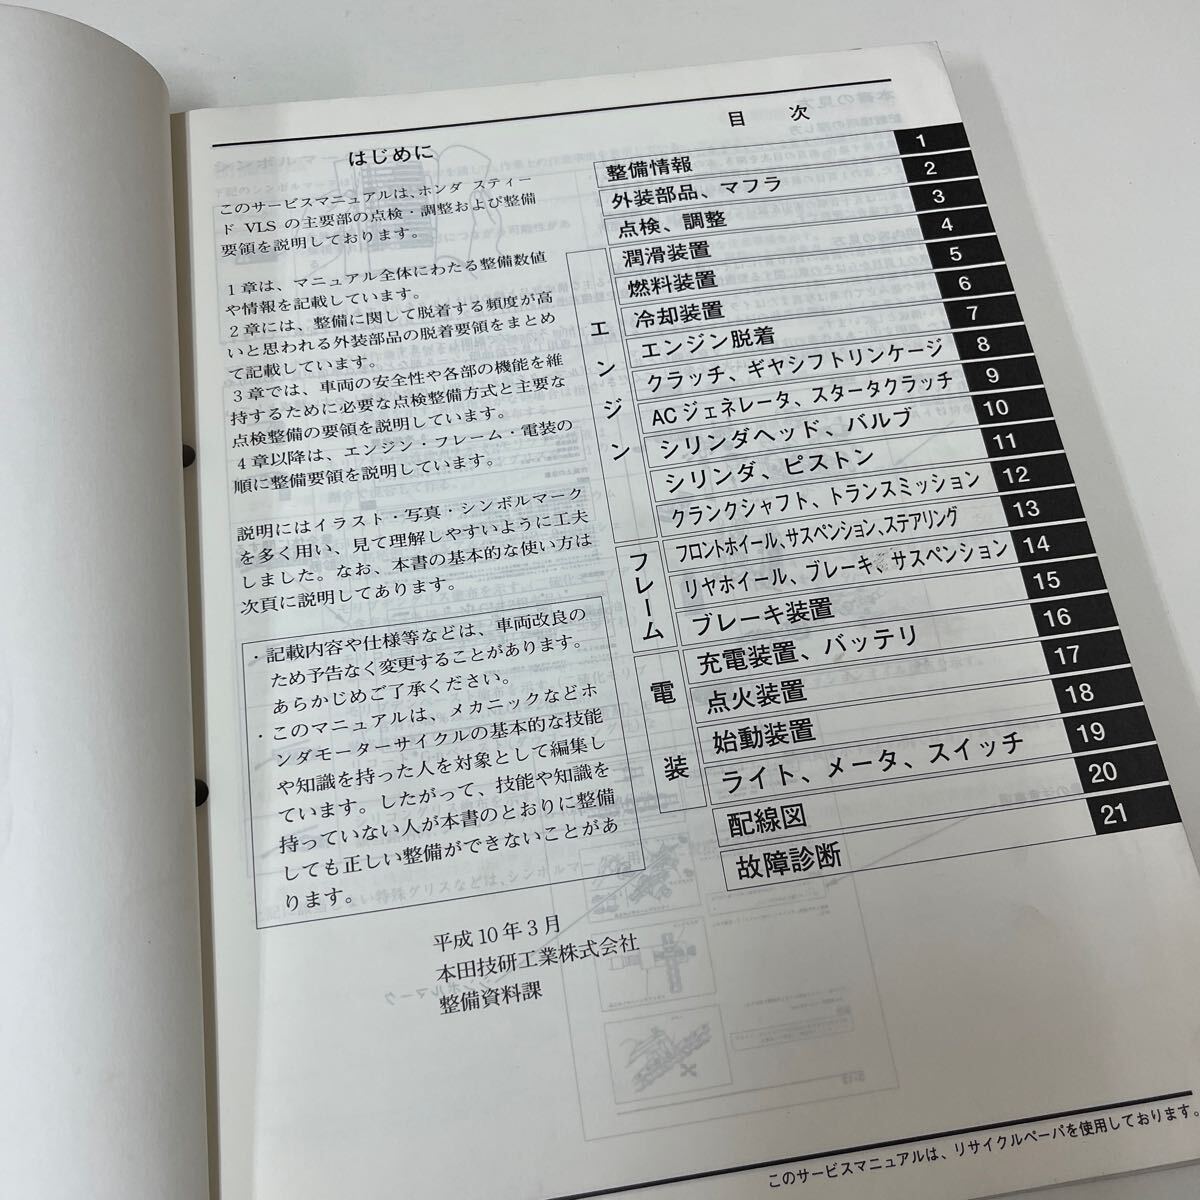 はじめに
このサービスマニュアルは、ホンダ スティー
ド VLS の主要部の点検・調整および整備
要領を説明しております。
1 章は、マニュアル全体にわたる整備数値
や情報を記載しています。
2 章には、整備に関して脱着する頻度が高
いと思われる外装部品の脱着要領をまとめ
て記載しています。
3 章では、車両の安全性や各部の機能を維
持するために必要な点検整備方式と主要な
点検整備の要領を説明しています。
4 章以降は、エンジン・フレーム・電装の
順に整備要領を説明しています。
説明にはイラスト・写真・シンボルマーク
を多く用い、見て理解しやすいように工夫
しました。なお、本書の基本的な使い方は
次頁に説明してあります。
・記載内容や仕様等などは、車両改良の
ため予告なく変更することがあります。
あらかじめご了承ください。
・このマニュアルは、メカニックなどホ
ンダモーターサイクルの基本的な技能
や知識を持った人を対象として編集し
ています。したがって、技能や知識を
持っていない人が本書のとおりに整備
しても正しい整備ができないことがあ
ります。
平成 10 年 3 月
本田技研工業株式会社
整備資料課
目 次
整備情報 1
外装部品、マフラ 2
点検、調整 3
エンジン
潤滑装置 4
燃料装置 5
冷却装置 6
エンジン脱着 7
クラッチ、ギヤシフトリンケージ 8
AC ジェネレータ、スタータクラッチ 9
シリンダヘッド、バルブ 10
シリンダ、ピストン 11
クランクシャフト、トランスミッション 12
フレーム
フロントホイール、サスペンション、ステアリング 13
リヤホイール、ブレーキ、サスペンション 14
ブレーキ装置 15
電装
充電装置、バッテリ 16
点火装置 17
始動装置 18
ライト、メータ、スイッチ 19
配線図 20
故障診断 21
このサービスマニュアルは、リサイクルペーパを使用しております。